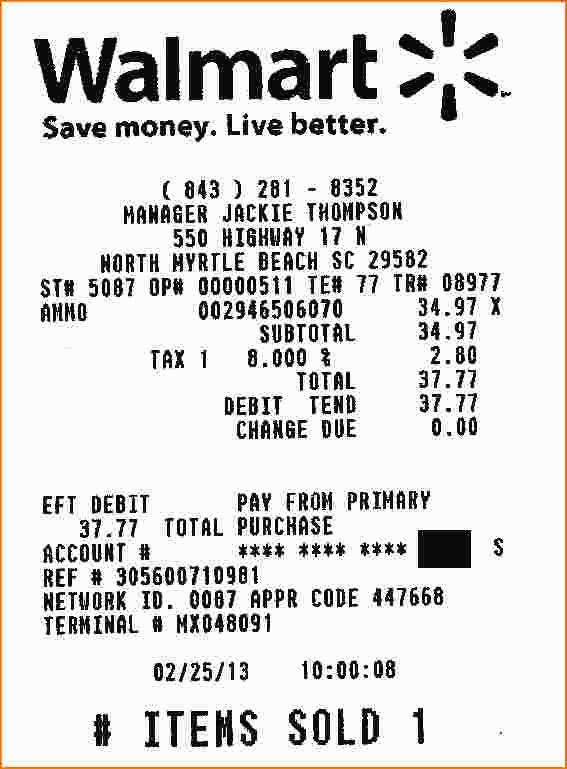 Walmart
Save money. Live better.
( 843 ) 281 - 8352
MANAGER JACKIE THOMPSON
550 HIGHWAY 17 N
NORTH MYRTLE BEACH SC 29582
ST# 5087 OP# 00000511 TE# 77 TR# 08977
AMMO 002946506070 34.97 X
SUBTOTAL 34.97
TAX 1 8.000 % 2.80
TOTAL 37.77
DEBIT TEND 37.77
CHANGE DUE 0.00
EFT DEBIT PAY FROM PRIMARY
37.77 TOTAL PURCHASE
ACCOUNT # **** **** **** S
REF # 305600710981
NETWORK ID. 0087 APPR CODE 447668
TERMINAL # MX048091
02/25/13 10:00:08
# ITEMS SOLD 1